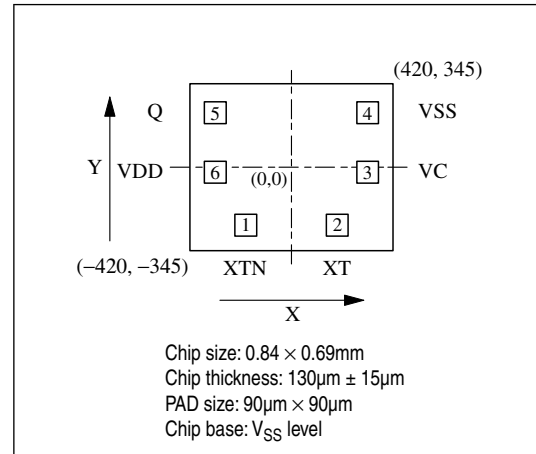 (420, 345)
Q 5 4 VSS
Y VDD 6 (0,0) 3 VC
1 2
(−420, −345) XTN XT
X
Chip size: 0.84 × 0.69mm
Chip thickness: 130µm ± 15µm
PAD size: 90µm × 90µm
Chip base: VSS level